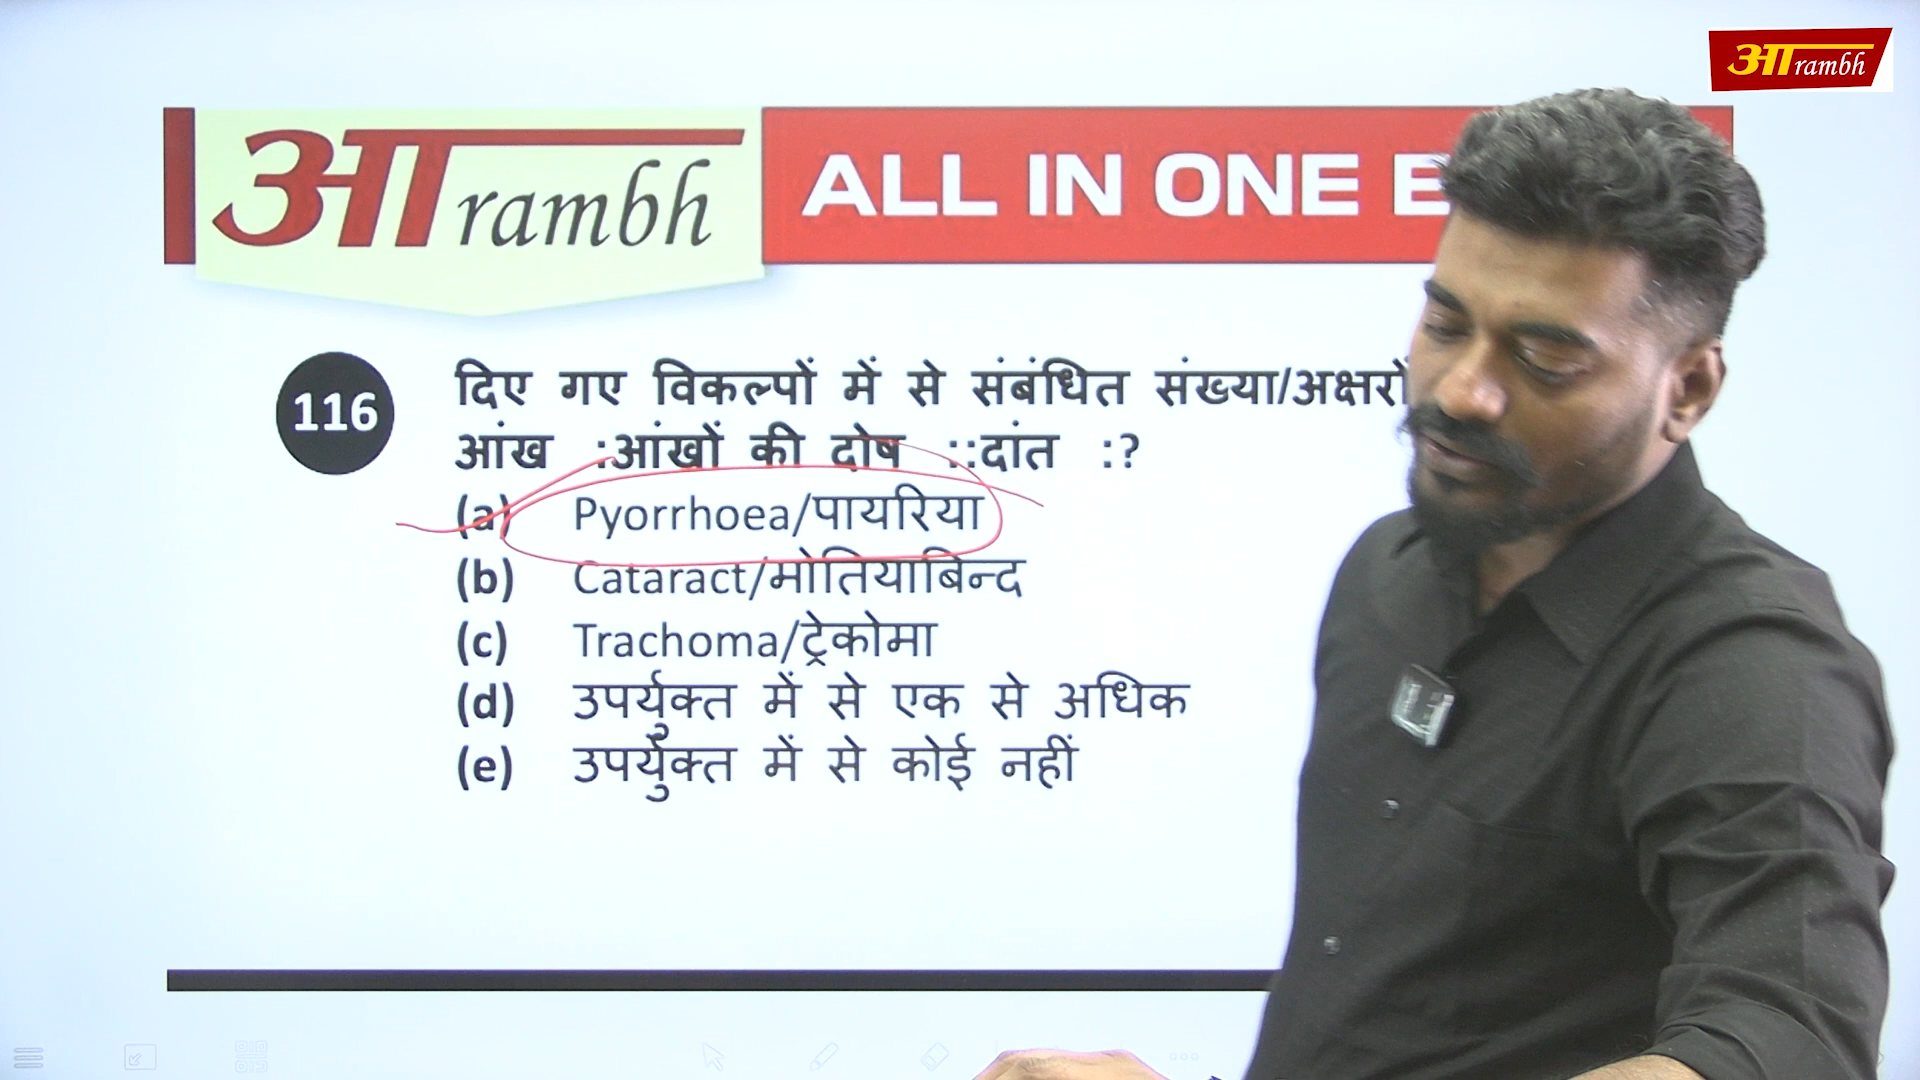 आrambh
आrambh ALL IN ONE
116 दिए गए विकल्पों में से संबंधित संख्या/अक्षरों
आंख :आंखों की दोष ::दांत :?
(a) Pyorrhoea/पायरिया
(b) Cataract/मोतियाबिन्द
(c) Trachoma/ट्रेकोमा
(d) उपर्युक्त में से एक से अधिक
(e) उपर्युक्त में से कोई नहीं